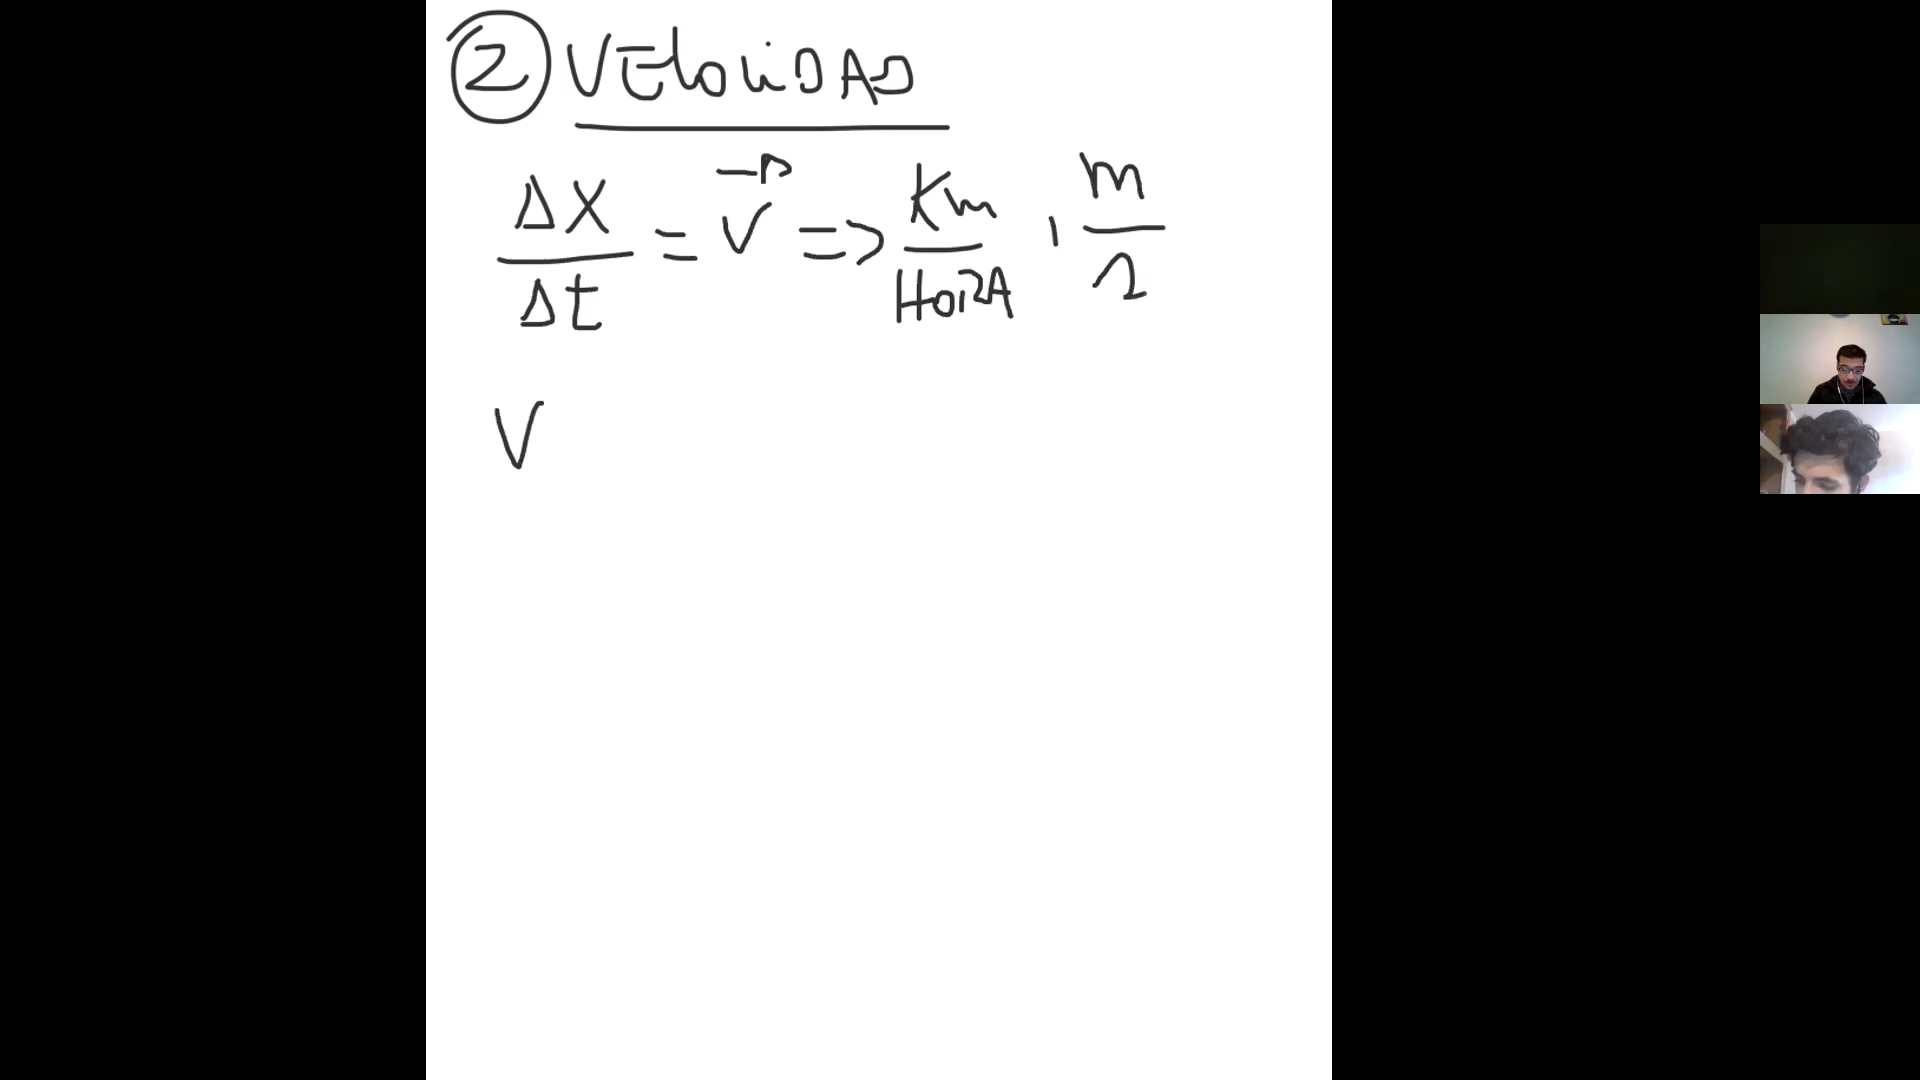 ② VELOCIDAD
ΔX/Δt = v⃗ => Km/HORA , m/s
V